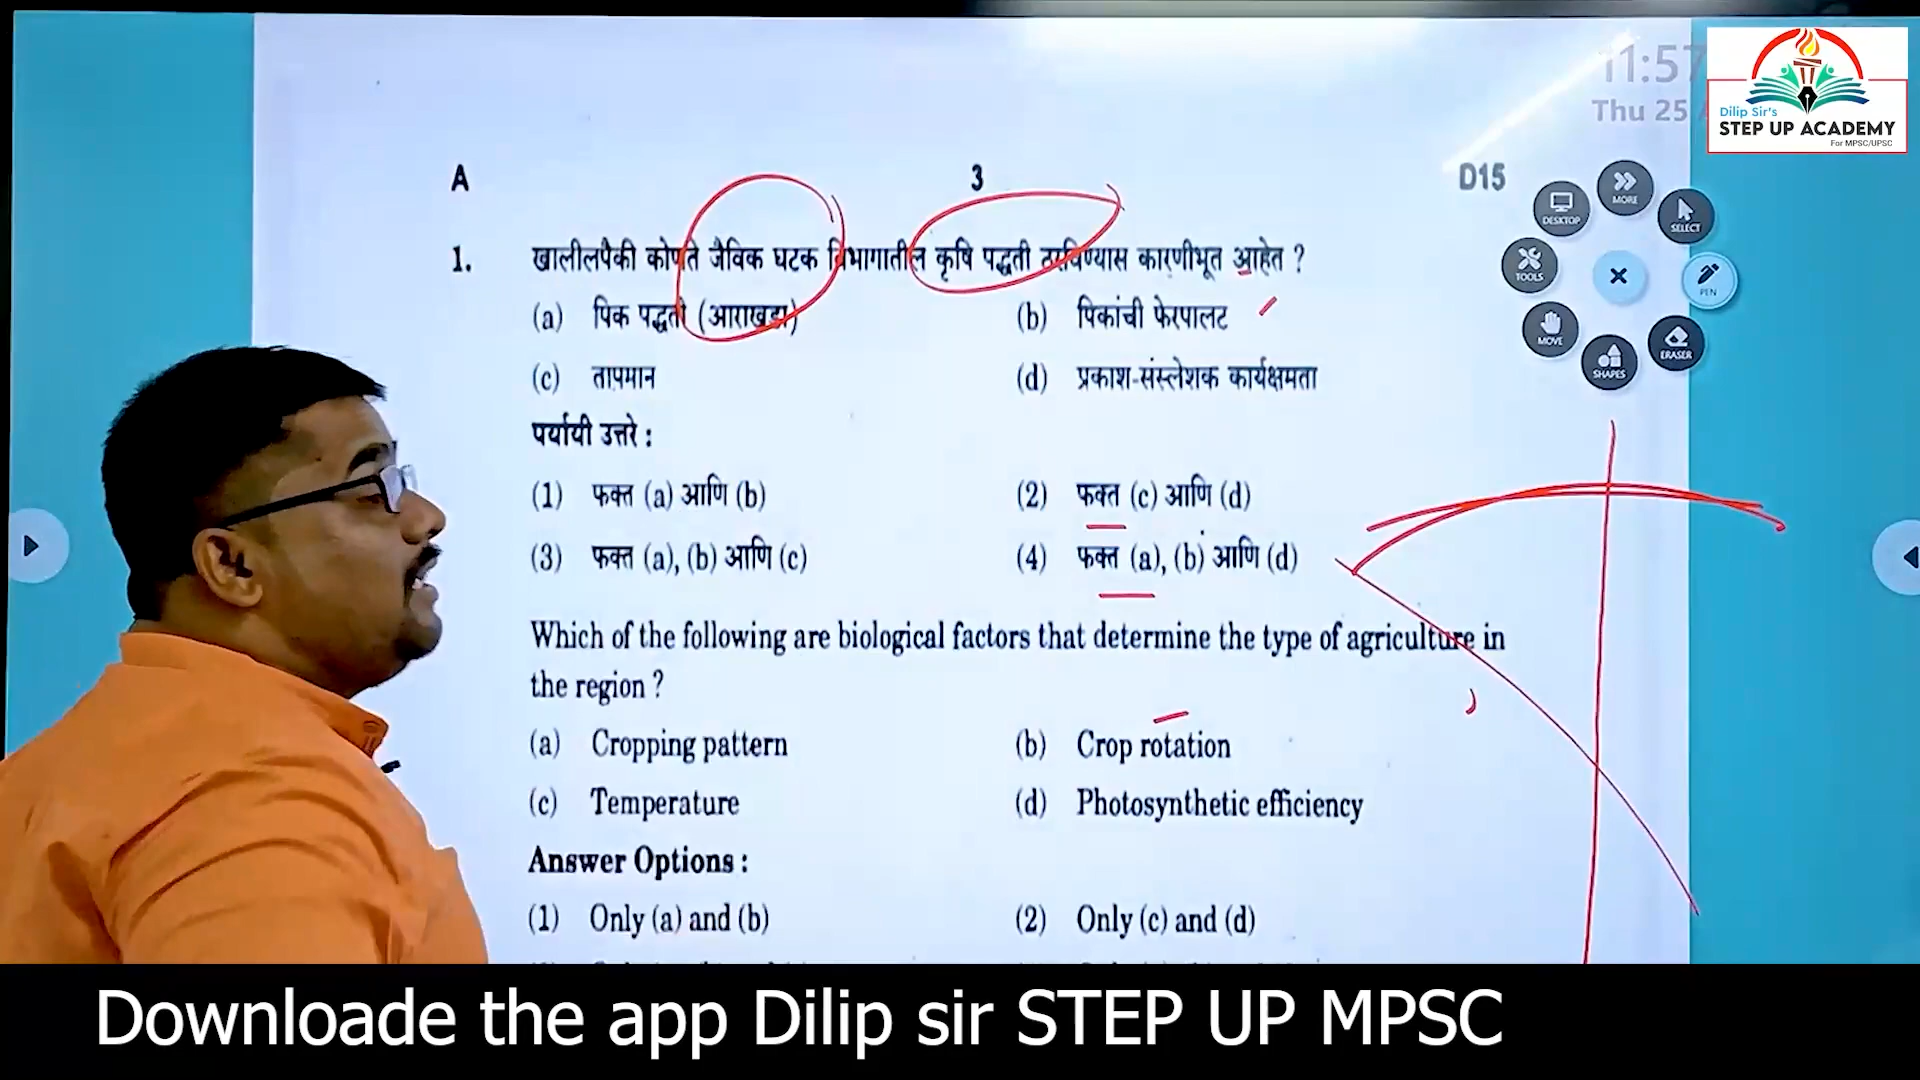 11:57
Thu 25
Dilip Sir's
STEP UP ACADEMY
For MPSC/UPSC
A 3 D15
MORE
DESKTOP
SELECT
TOOLS
PEN
MOVE
ERASER
SHAPES
1. खालीलपैकी कोणते जैविक घटक विभागातील कृषि पद्धती ठरविण्यास कारणीभूत आहेत ?
(a) पिक पद्धती (आराखडा) (b) पिकांची फेरपालट
(c) तापमान (d) प्रकाश-संस्लेशक कार्यक्षमता
पर्यायी उत्तरे :
(1) फक्त (a) आणि (b) (2) फक्त (c) आणि (d)
(3) फक्त (a), (b) आणि (c) (4) फक्त (a), (b) आणि (d)
Which of the following are biological factors that determine the type of agriculture in
the region ?
(a) Cropping pattern (b) Crop rotation
(c) Temperature (d) Photosynthetic efficiency
Answer Options :
(1) Only (a) and (b) (2) Only (c) and (d)
Downloade the app Dilip sir STEP UP MPSC